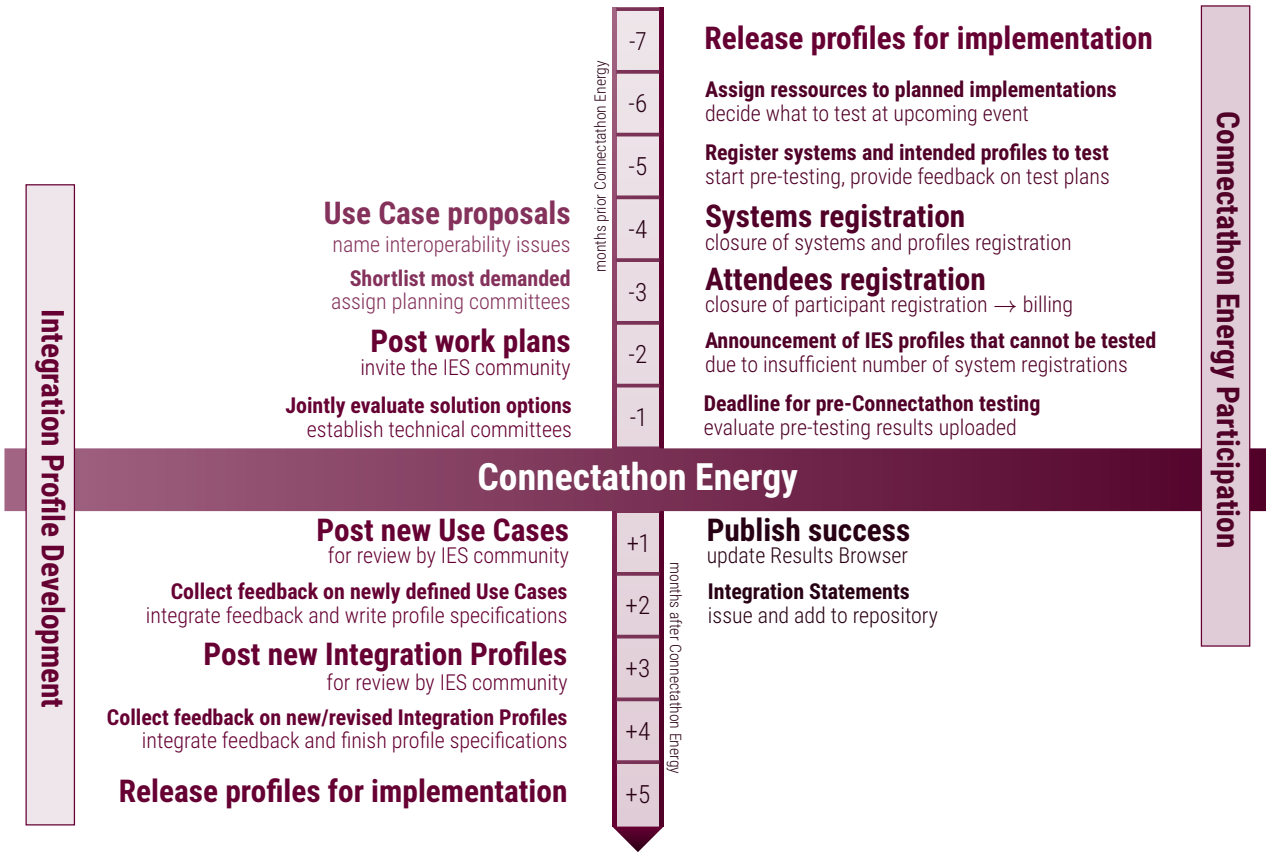 -7
Release profiles for implementation
-6
Assign ressources to planned implementations
decide what to test at upcoming event
-5
Register systems and intended profiles to test
start pre-testing, provide feedback on test plans
months prior Connectathon Energy
Use Case proposals
name interoperability issues
-4
Systems registration
closure of systems and profiles registration
Shortlist most demanded
assign planning committees
-3
Attendees registration
closure of participant registration → billing
Post work plans
invite the IES community
-2
Announcement of IES profiles that cannot be tested
due to insufficient number of system registrations
Jointly evaluate solution options
establish technical committees
-1
Deadline for pre-Connectathon testing
evaluate pre-testing results uploaded
Integration Profile Development
Connectathon Energy
Connectathon Energy Participation
Post new Use Cases
for review by IES community
+1
Publish success
update Results Browser
Collect feedback on newly defined Use Cases
integrate feedback and write profile specifications
+2
Integration Statements
issue and add to repository
months after Connectathon Energy
Post new Integration Profiles
for review by IES community
+3
Collect feedback on new/revised Integration Profiles
integrate feedback and finish profile specifications
+4
Release profiles for implementation
+5